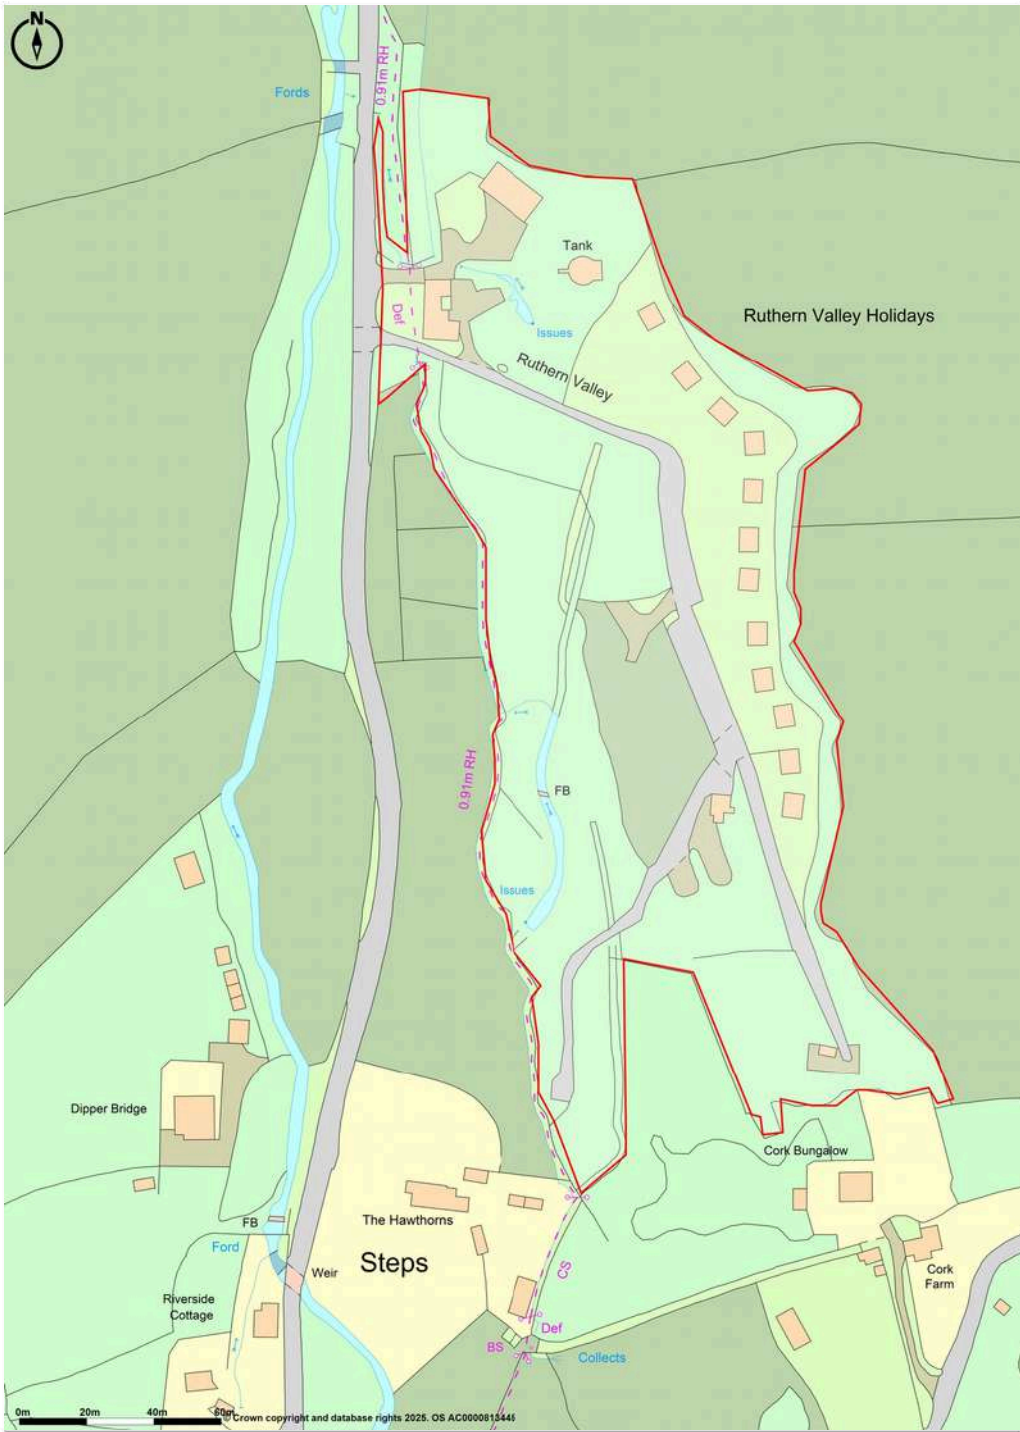 N
Fords
0.91m RH
Tank
Issues
Def
Ruthern Valley Holidays
Ruthern Valley
0.91m RH
FB
Issues
Dipper Bridge
Cork Bungalow
The Hawthorns
FB
Ford
Steps
Weir
CS
Cork
Farm
Riverside
Cottage
Def
BS
Collects
0m 20m 40m 60m
© Crown copyright and database rights 2025. OS AC0000813445